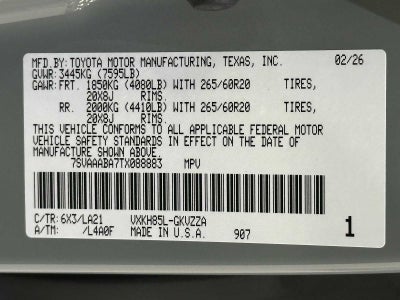 MFD.BY:TOYOTA MOTOR MANUFACTURING, TEXAS, INC. 02/26
GVWR:3445KG (7595LB)
GAWR:FRT. 1850KG (4080LB) WITH 265/60R20 TIRES,
20X8J RIMS,
RR. 2000KG (4410LB) WITH 265/60R20 TIRES,
20X8J RIMS.
THIS VEHICLE CONFORMS TO ALL APPLICABLE FEDERAL MOTOR
VEHICLE SAFETY STANDARDS IN EFFECT ON THE DATE OF
MANUFACTURE SHOWN ABOVE.
7SVAAABA7TX088883 MPV
C/TR: 6X3/LA21 VXKH85L-GKVZZA
A/TM: /L4A0F MADE IN U.S.A. 907 1